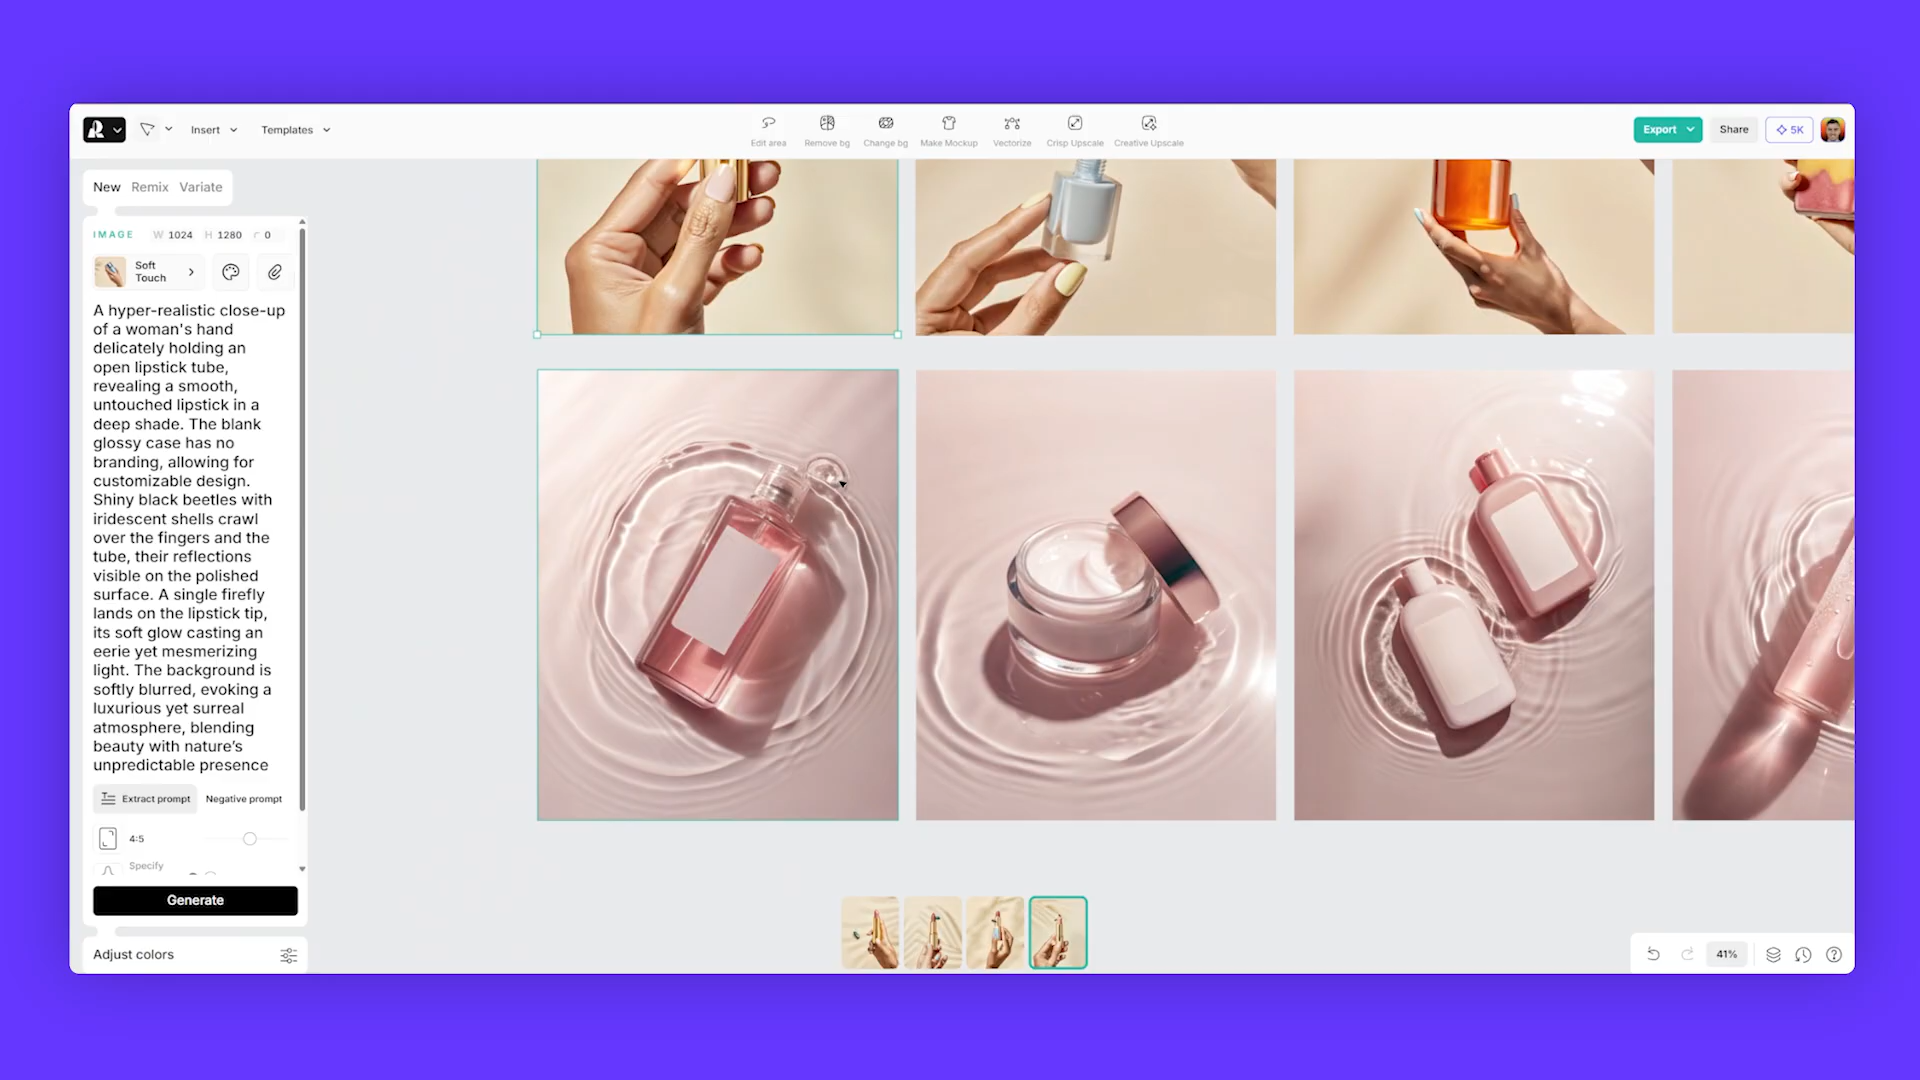 Insert
Templates
Edit area
Remove bg
Change bg
Make Mockup
Vectorize
Crisp Upscale
Creative Upscale
Export
Share
5K
New
Remix
Variate
IMAGE
W 1024
H 1280
r 0
Soft
Touch
A hyper-realistic close-up
of a woman's hand
delicately holding an
open lipstick tube,
revealing a smooth,
untouched lipstick in a
deep shade. The blank
glossy case has no
branding, allowing for
customizable design.
Shiny black beetles with
iridescent shells crawl
over the fingers and the
tube, their reflections
visible on the polished
surface. A single firefly
lands on the lipstick tip,
its soft glow casting an
eerie yet mesmerizing
light. The background is
softly blurred, evoking a
luxurious yet surreal
atmosphere, blending
beauty with nature’s
unpredictable presence
Extract prompt
Negative prompt
4:5
Specify
Generate
Adjust colors
41%